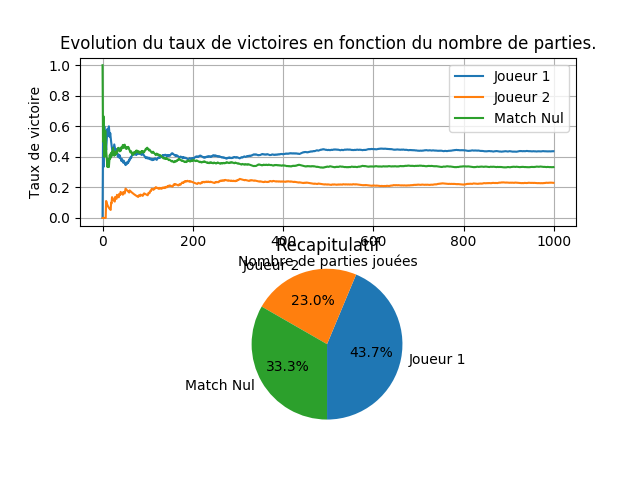 Evolution du taux de victoires en fonction du nombre de parties.
1.0
0.8
0.6
0.4
0.2
0.0
Taux de victoire
Joueur 1
Joueur 2
Match Nul
0 200 400 600 800 1000
Récapitulatif
Nombre de parties jouées
Joueur 2
23.0%
43.7%
Joueur 1
33.3%
Match Nul